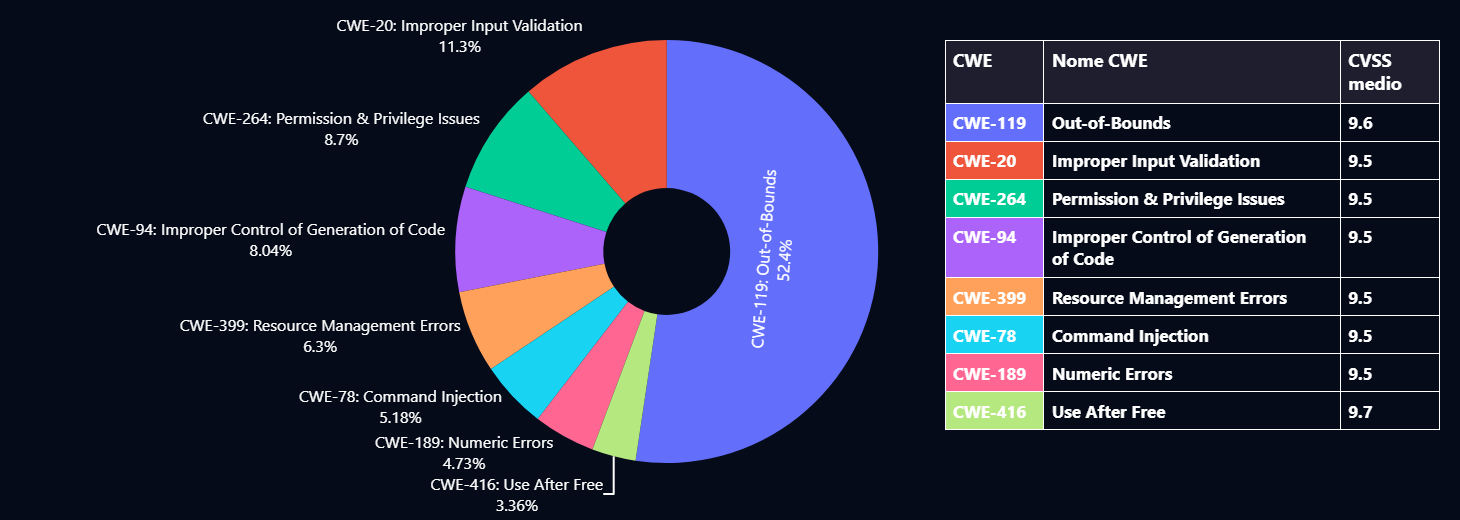 CWE-20: Improper Input Validation
11.3%
CWE-264: Permission & Privilege Issues
8.7%
CWE-94: Improper Control of Generation of Code
8.04%
CWE-399: Resource Management Errors
6.3%
CWE-78: Command Injection
5.18%
CWE-189: Numeric Errors
4.73%
CWE-416: Use After Free
3.36%
CWE-119: Out-of-Bounds
52.4%
CWE Nome CWE CVSS
medio
CWE-119 Out-of-Bounds 9.6
CWE-20 Improper Input Validation 9.5
CWE-264 Permission & Privilege Issues 9.5
CWE-94 Improper Control of Generation 9.5
of Code
CWE-399 Resource Management Errors 9.5
CWE-78 Command Injection 9.5
CWE-189 Numeric Errors 9.5
CWE-416 Use After Free 9.7